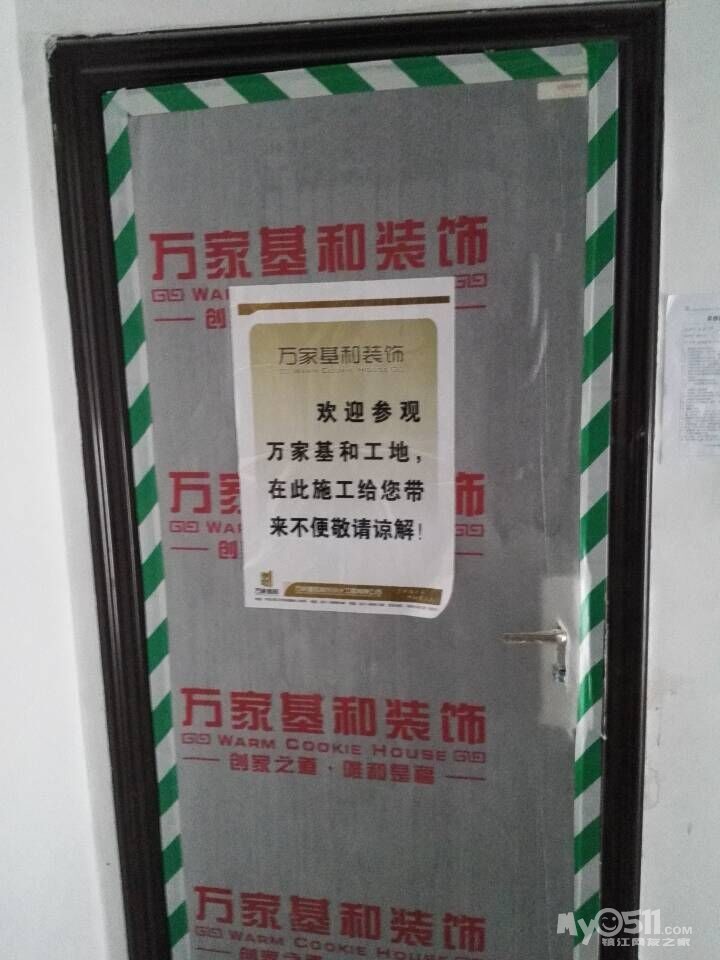 万家基和装饰
WARM
创
万家基和装饰
WARM COOKIE HOUSE
欢迎参观
万家基和工地，
在此施工给您带
来不便敬请谅解！
万
饰
创
万家基和装饰
WARM COOKIE HOUSE
创家之道·唯和是福
万家基和装饰
WARM COOKIE HOUSE
My0511.COM
镇江网友之家